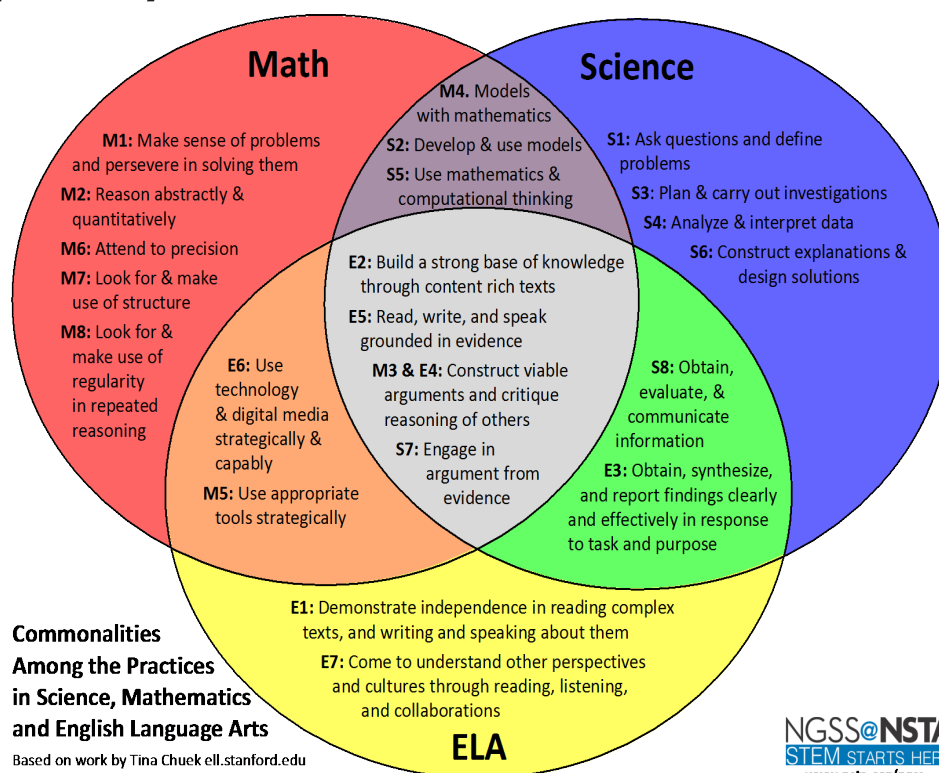 Math
Science
M4. Models
with mathematics
S2: Develop & use models
S5: Use mathematics &
computational thinking
M1: Make sense of problems
and persevere in solving them
M2: Reason abstractly &
quantitatively
M6: Attend to precision
M7: Look for & make
use of structure
M8: Look for &
make use of
regularity
in repeated
reasoning
S1: Ask questions and define
problems
S3: Plan & carry out investigations
S4: Analyze & interpret data
S6: Construct explanations &
design solutions
E2: Build a strong base of knowledge
through content rich texts
E5: Read, write, and speak
grounded in evidence
M3 & E4: Construct viable
arguments and critique
reasoning of others
S7: Engage in
argument from
evidence
E6: Use
technology
& digital media
strategically &
capably
M5: Use appropriate
tools strategically
S8: Obtain,
evaluate, &
communicate
information
E3: Obtain, synthesize,
and report findings clearly
and effectively in response
to task and purpose
E1: Demonstrate independence in reading complex
texts, and writing and speaking about them
E7: Come to understand other perspectives
and cultures through reading, listening,
and collaborations
ELA
Commonalities
Among the Practices
in Science, Mathematics
and English Language Arts
Based on work by Tina Chuek ell.stanford.edu
NGSS@NSTA
STEM STARTS HER